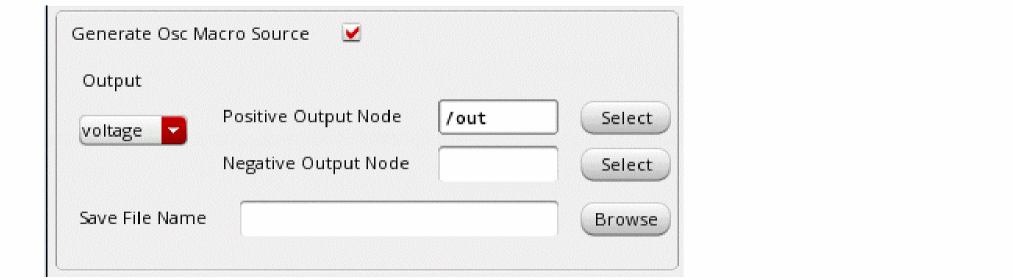 Generate Osc Macro Source
Output
voltage
Positive Output Node /out Select
Negative Output Node Select
Save File Name Browse